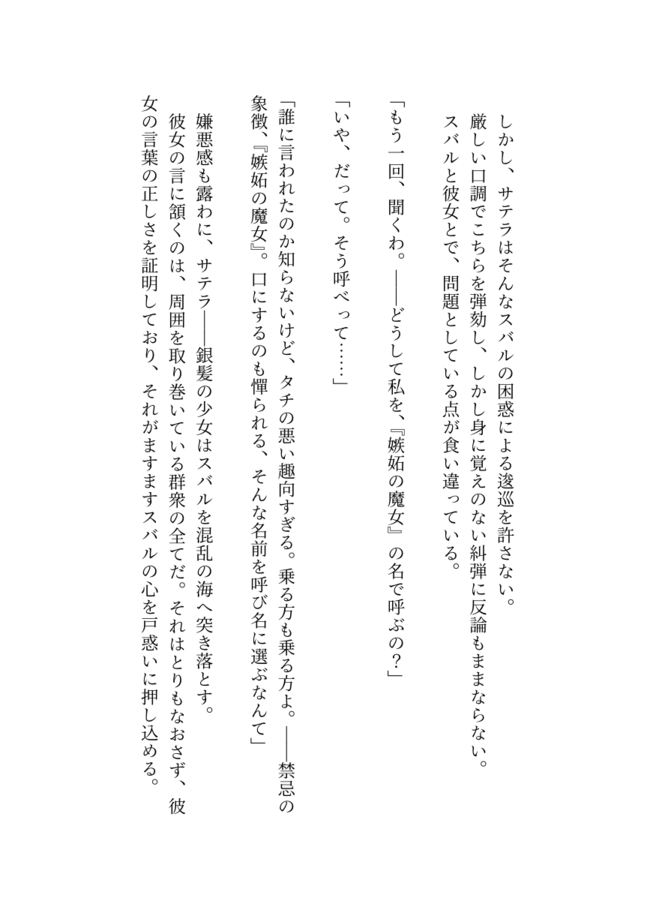 しかし、サテラはそんなスバルの困惑による逡巡を許さない。
厳しい口調でこちらを弾劾し、しかし身に覚えのない糾弾に反論もままならない。
スバルと彼女とで、問題としている点が食い違っている。
「もう一回、聞くわ。――どうして私を、『嫉妬の魔女』の名で呼ぶの？」
「いや、だって。そう呼べって……」
「誰に言われたのか知らないけど、タチの悪い趣向すぎる。乗る方も乗る方よ。――禁忌の
象徴、『嫉妬の魔女』。口にするのも憚られる、そんな名前を呼び名に選ぶなんて」
嫌悪感も露わに、サテラ――銀髪の少女はスバルを混乱の海へ突き落とす。
彼女の言に頷くのは、周囲を取り巻いている群衆の全てだ。それはとりもなおさず、彼
女の言葉の正しさを証明しており、それがますますスバルの心を戸惑いに押し込める。